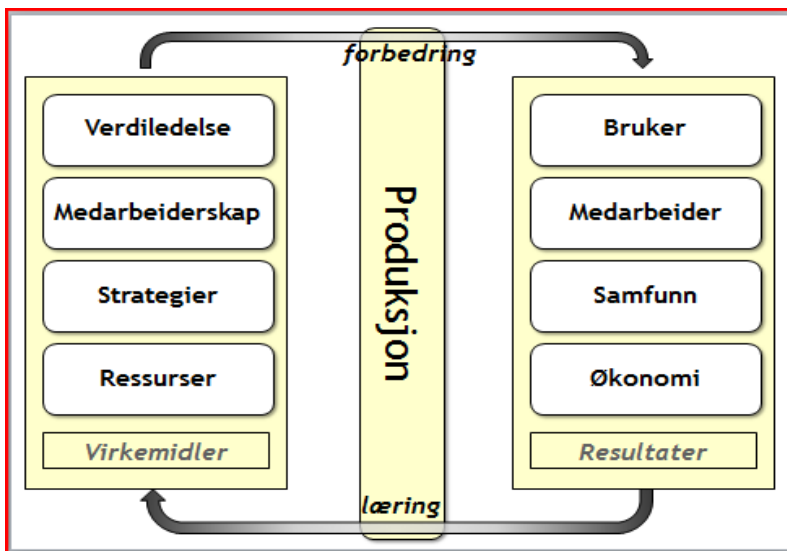 forbedring
Verdiledelse
Medarbeiderskap
Strategier
Ressurser
Virkemidler
Produksjon
Bruker
Medarbeider
Samfunn
Økonomi
Resultater
læring